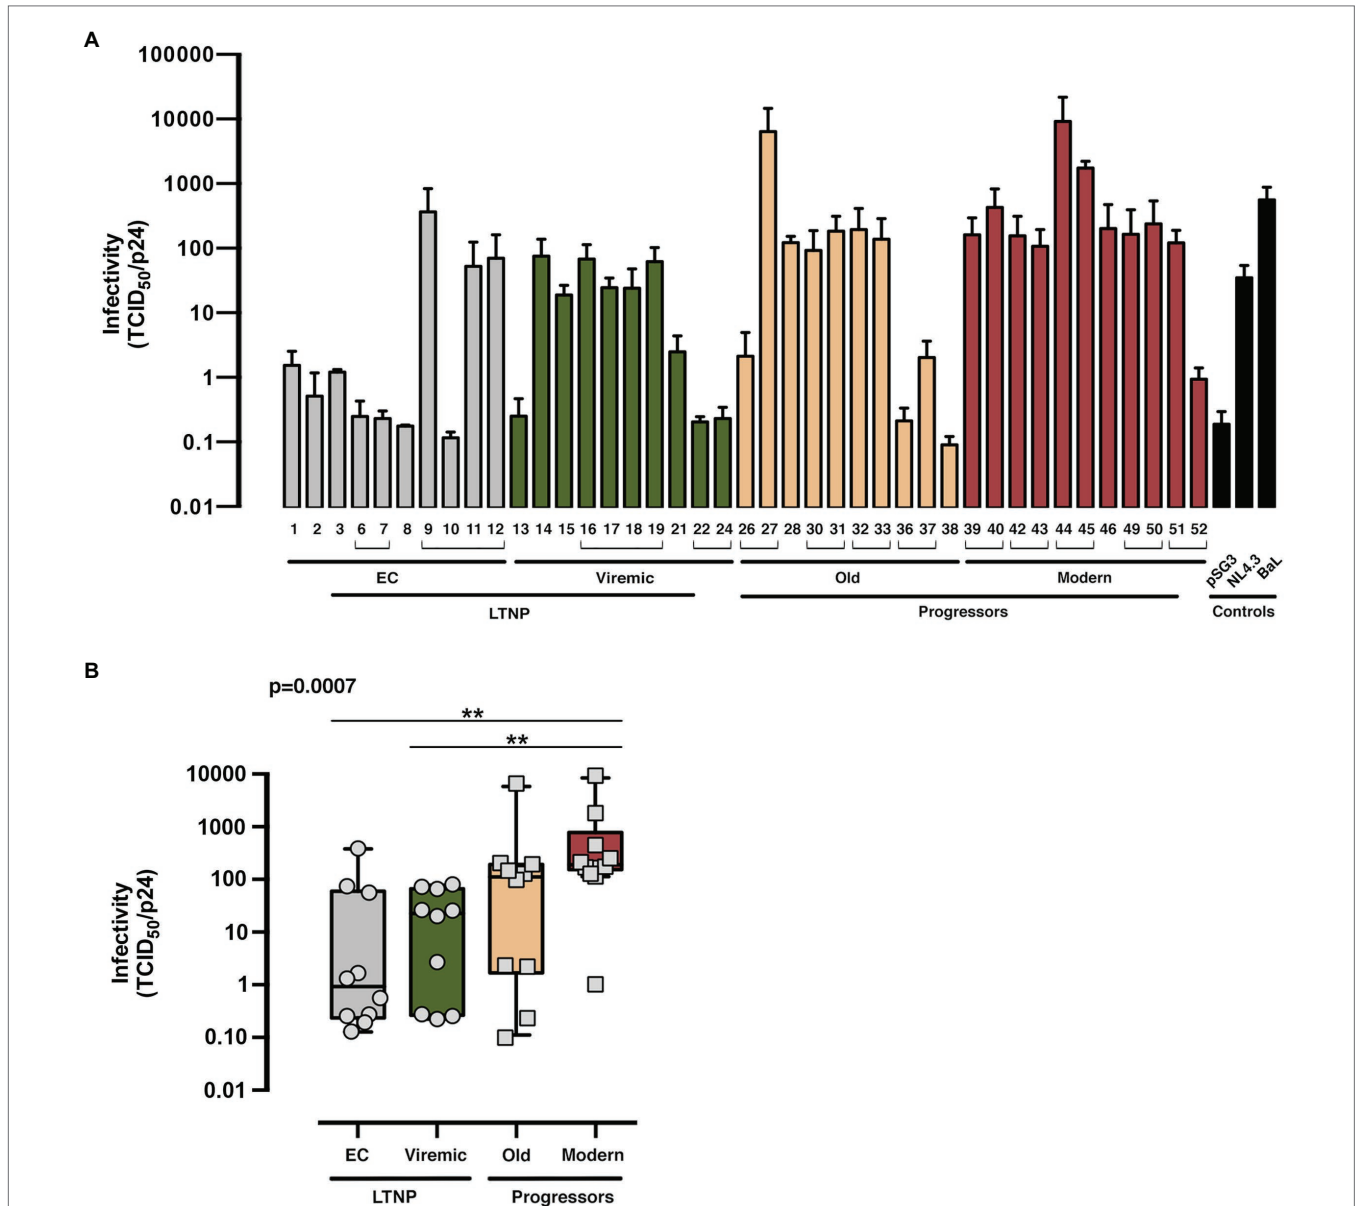 A
100000
10000
1000
100
10
1
0.1
0.01
Infectivity
(TCID50/p24)
1 2 3 6 7 8 9 10 11 12 13 14 15 16 17 18 19 21 22 24 26 27 28 30 31 32 33 36 37 38 39 40 42 43 44 45 46 49 50 51 52 pSG3 NL4.3 BaL
EC Viremic Old Modern
LTNP Progressors Controls
B
p=0.0007
**
**
10000
1000
100
10
1
0.10
0.01
Infectivity
(TCID50/p24)
EC Viremic Old Modern
LTNP Progressors